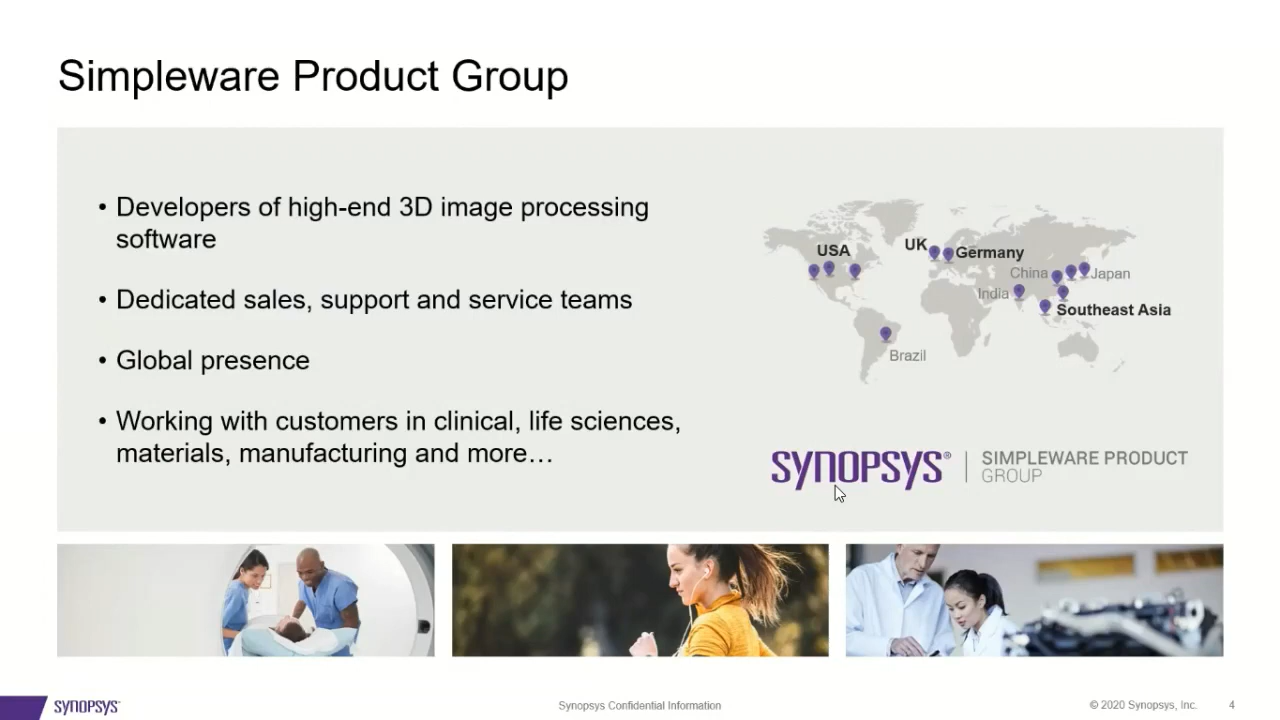 Simpleware Product Group
• Developers of high-end 3D image processing
software
• Dedicated sales, support and service teams
• Global presence
• Working with customers in clinical, life sciences,
materials, manufacturing and more…
USA
UK
Germany
China
Japan
India
Southeast Asia
Brazil
SYNOPSYS® | SIMPLEWARE PRODUCT
GROUP
SYNOPSYS
Synopsys Confidential Information
© 2020 Synopsys, Inc.
4